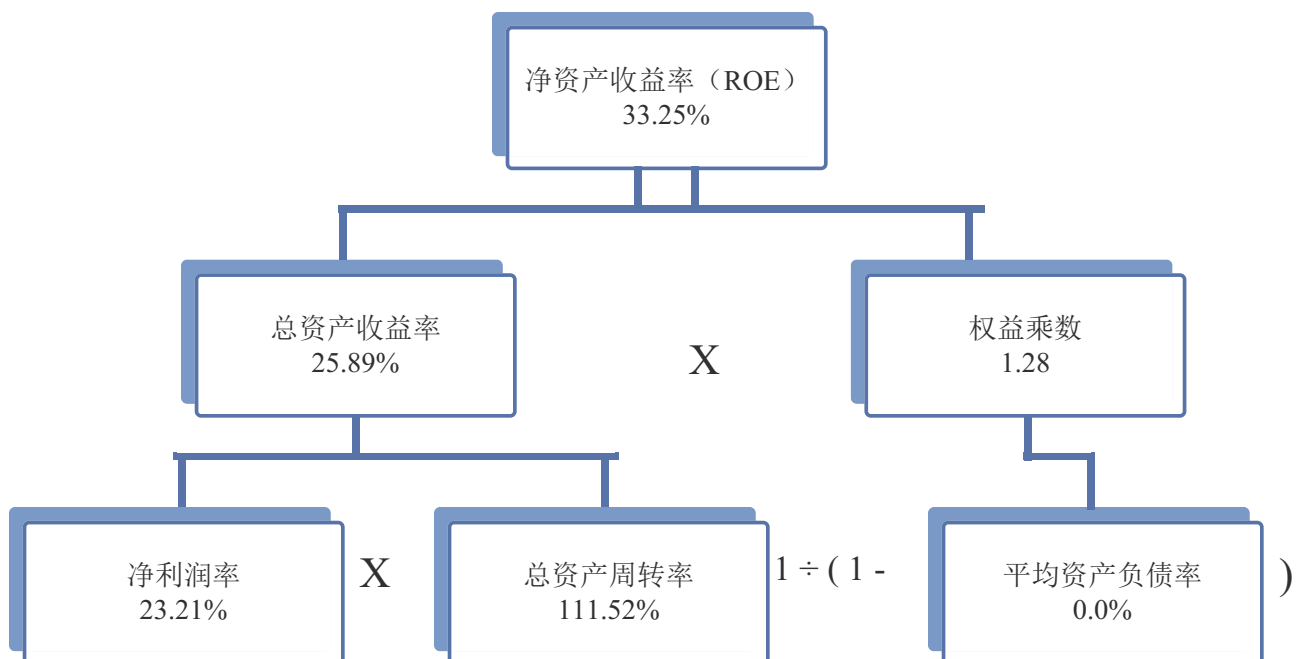 净资产收益率（ROE）
33.25%
总资产收益率
25.89%
X
权益乘数
1.28
净利润率
23.21%
X
总资产周转率
111.52%
1 ÷ ( 1 -
平均资产负债率
0.0%
)